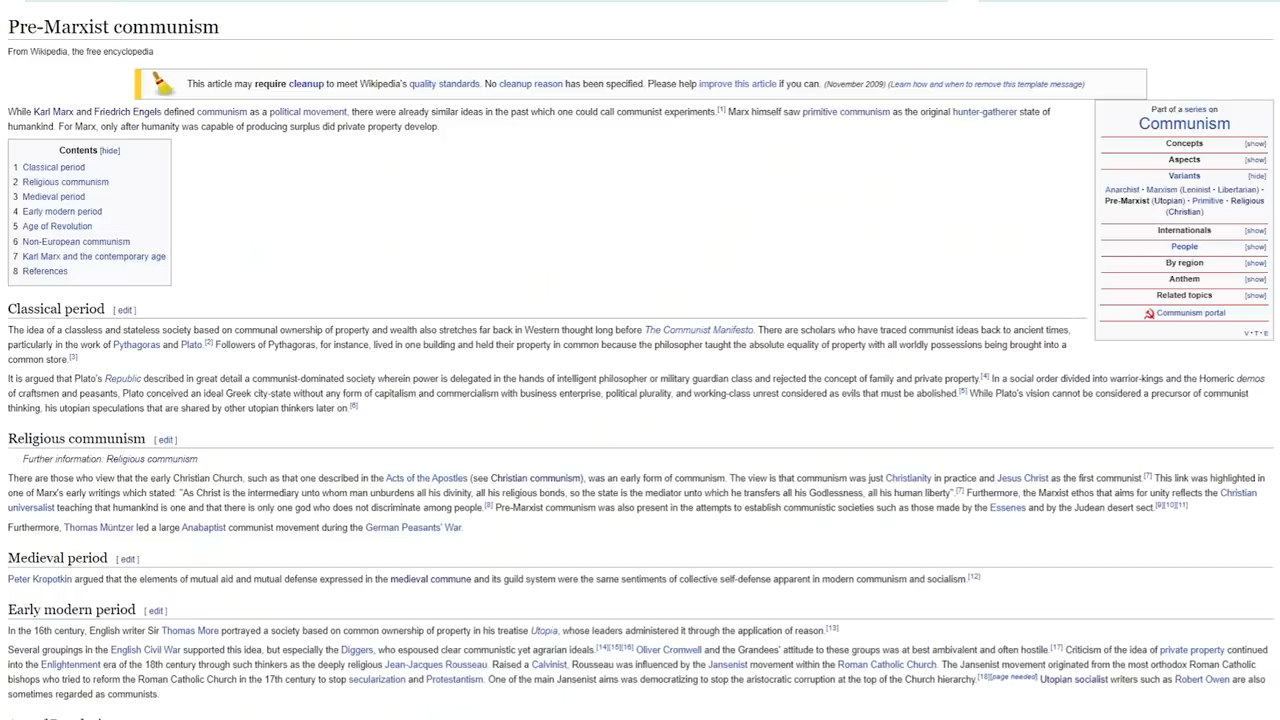 Pre-Marxist communism
From Wikipedia, the free encyclopedia
This article may require cleanup to meet Wikipedia's quality standards. No cleanup reason has been specified. Please help improve this article if you can. (November 2009) (Learn how and when to remove this template message)
While Karl Marx and Friedrich Engels defined communism as a political movement, there were already similar ideas in the past which one could call communist experiments.[1] Marx himself saw primitive communism as the original hunter-gatherer state of
humankind. For Marx, only after humanity was capable of producing surplus did private property develop.
Contents [hide]
1 Classical period
2 Religious communism
3 Medieval period
4 Early modern period
5 Age of Revolution
6 Non-European communism
7 Karl Marx and the contemporary age
8 References
Part of a series on
Communism
Concepts [show]
Aspects [show]
Variants [hide]
Anarchist · Marxism (Leninist · Libertarian) ·
Pre-Marxist (Utopian) · Primitive · Religious
(Christian)
Internationals [show]
People [show]
By region [show]
Anthem [show]
Related topics [show]
Communism portal
V · T · E
Classical period [ edit ]
The idea of a classless and stateless society based on communal ownership of property and wealth also stretches far back in Western thought long before The Communist Manifesto. There are scholars who have traced communist ideas back to ancient times,
particularly in the work of Pythagoras and Plato.[2] Followers of Pythagoras, for instance, lived in one building and held their property in common because the philosopher taught the absolute equality of property with all worldly possessions being brought into a
common store.[3]
It is argued that Plato's Republic described in great detail a communist-dominated society wherein power is delegated in the hands of intelligent philosopher or military guardian class and rejected the concept of family and private property.[4] In a social order divided into warrior-kings and the Homeric demos
of craftsmen and peasants, Plato conceived an ideal Greek city-state without any form of capitalism and commercialism with business enterprise, political plurality, and working-class unrest considered as evils that must be abolished.[5] While Plato's vision cannot be considered a precursor of communist
thinking, his utopian speculations that are shared by other utopian thinkers later on.[6]
Religious communism [ edit ]
Further information: Religious communism
There are those who view that the early Christian Church, such as that one described in the Acts of the Apostles (see Christian communism), was an early form of communism. The view is that communism was just Christianity in practice and Jesus Christ as the first communist.[7] This link was highlighted in
one of Marx's early writings which stated: "As Christ is the intermediary unto whom man unburdens all his divinity, all his religious bonds, so the state is the mediator unto which he transfers all his Godlessness, all his human liberty".[7] Furthermore, the Marxist ethos that aims for unity reflects the Christian
universalist teaching that humankind is one and that there is only one god who does not discriminate among people.[8] Pre-Marxist communism was also present in the attempts to establish communistic societies such as those made by the Essenes and by the Judean desert sect.[9][10][11]
Furthermore, Thomas Müntzer led a large Anabaptist communist movement during the German Peasants' War.
Medieval period [ edit ]
Peter Kropotkin argued that the elements of mutual aid and mutual defense expressed in the medieval commune and its guild system were the same sentiments of collective self-defense apparent in modern communism and socialism.[12]
Early modern period [ edit ]
In the 16th century, English writer Sir Thomas More portrayed a society based on common ownership of property in his treatise Utopia, whose leaders administered it through the application of reason.[13]
Several groupings in the English Civil War supported this idea, but especially the Diggers, who espoused clear communistic yet agrarian ideals.[14][15][16] Oliver Cromwell and the Grandees' attitude to these groups was at best ambivalent and often hostile.[17] Criticism of the idea of private property continued
into the Enlightenment era of the 18th century through such thinkers as the deeply religious Jean-Jacques Rousseau. Raised a Calvinist, Rousseau was influenced by the Jansenist movement within the Roman Catholic Church. The Jansenist movement originated from the most orthodox Roman Catholic
bishops who tried to reform the Roman Catholic Church in the 17th century to stop secularization and Protestantism. One of the main Jansenist aims was democratizing to stop the aristocratic corruption at the top of the Church hierarchy.[18][page needed] Utopian socialist writers such as Robert Owen are also
sometimes regarded as communists.